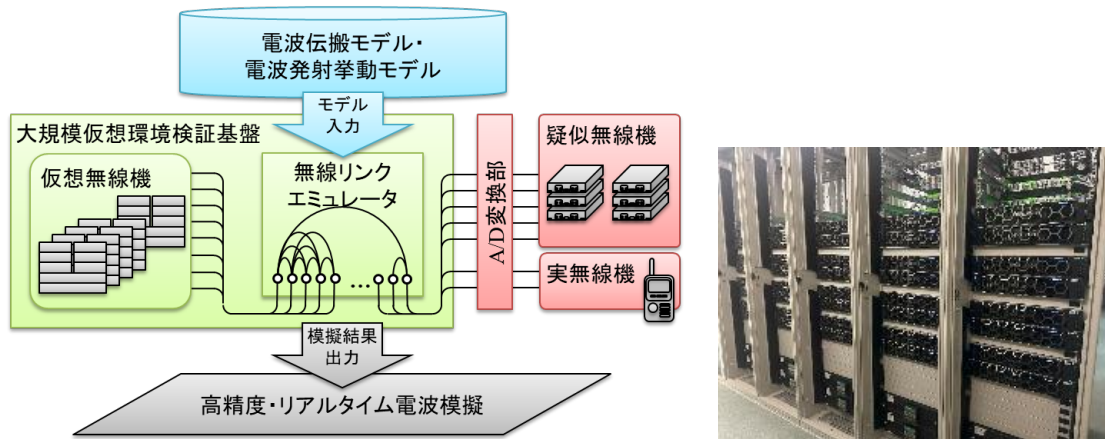 電波伝搬モデル・
電波発射挙動モデル
モデル
入力
大規模仮想環境検証基盤
仮想無線機
無線リンク
エミュレータ
…
A/D変換部
疑似無線機
実無線機
模擬結果
出力
高精度・リアルタイム電波模擬